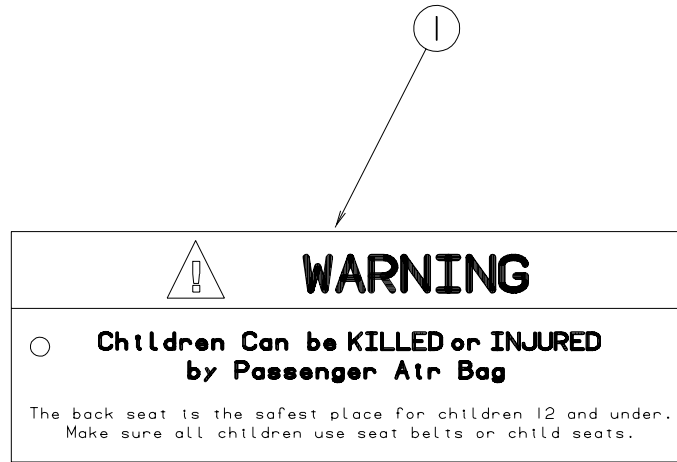 1
WARNING
Children Can be KILLED or INJURED
by Passenger Air Bag
The back seat is the safest place for children 12 and under.
Make sure all children use seat belts or child seats.